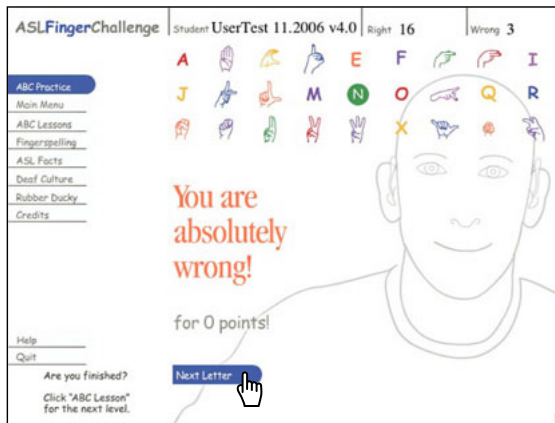 ASLFingerChallenge Student UserTest 11.2006 v4.0 Right 16 Wrong 3
A E F I
J M N O Q R
X
ABC Practice
Main Menu
ABC Lessons
Fingerspelling
ASL Facts
Deaf Culture
Rubber Ducky
Credits
You are
absolutely
wrong!
for 0 points!
Help
Quit
Next Letter
Are you finished?
Click "ABC Lesson"
for the next level.